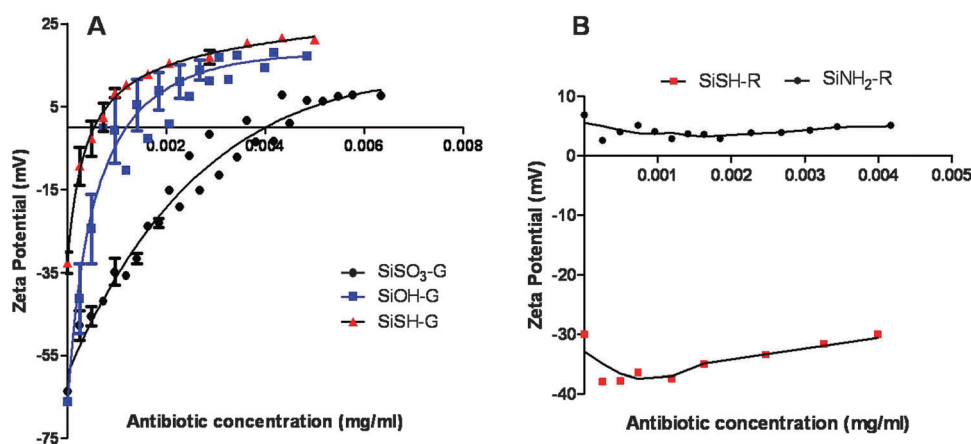 A
25
5
-15
-35
-55
-75
0.002
0.004
0.006
0.008
Zeta Potential (mV)
SiSO₃-G
SiOH-G
SiSH-G
Antibiotic concentration (mg/ml)
B
SiSH-R
SiNH₂-R
10
0
-10
-20
-30
-40
0.001
0.002
0.003
0.004
0.005
Zeta Potential (mV)
Antibiotic concentration (mg/ml)